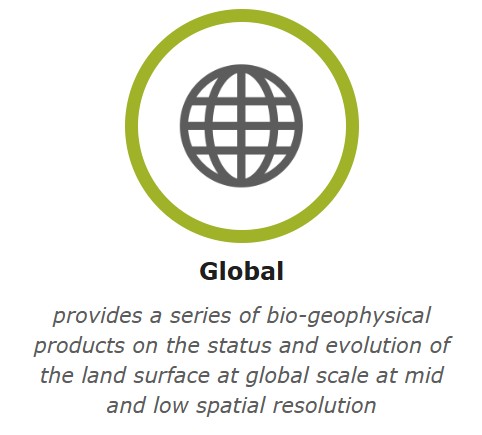 Global
provides a series of bio-geophysical
products on the status and evolution of
the land surface at global scale at mid
and low spatial resolution